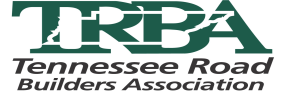 TRBA
Tennessee Road
Builders Association